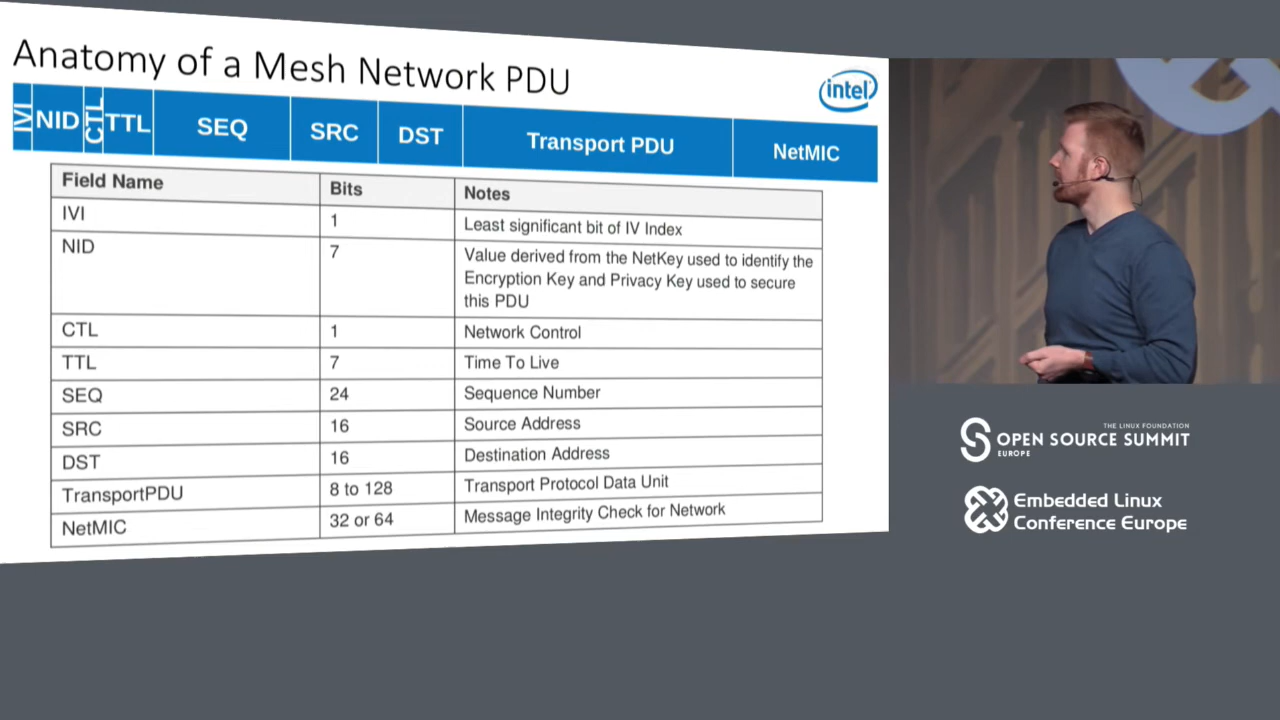 Anatomy of a Mesh Network PDU
intel
IVI NID CTL TTL SEQ SRC DST Transport PDU NetMIC
Field Name Bits Notes
IVI 1 Least significant bit of IV Index
NID 7 Value derived from the NetKey used to identify the
Encryption Key and Privacy Key used to secure
this PDU
CTL 1 Network Control
TTL 7 Time To Live
SEQ 24 Sequence Number
SRC 16 Source Address
DST 16 Destination Address
TransportPDU 8 to 128 Transport Protocol Data Unit
NetMIC 32 or 64 Message Integrity Check for Network
THE LINUX FOUNDATION
OPEN SOURCE SUMMIT
EUROPE
Embedded Linux
Conference Europe